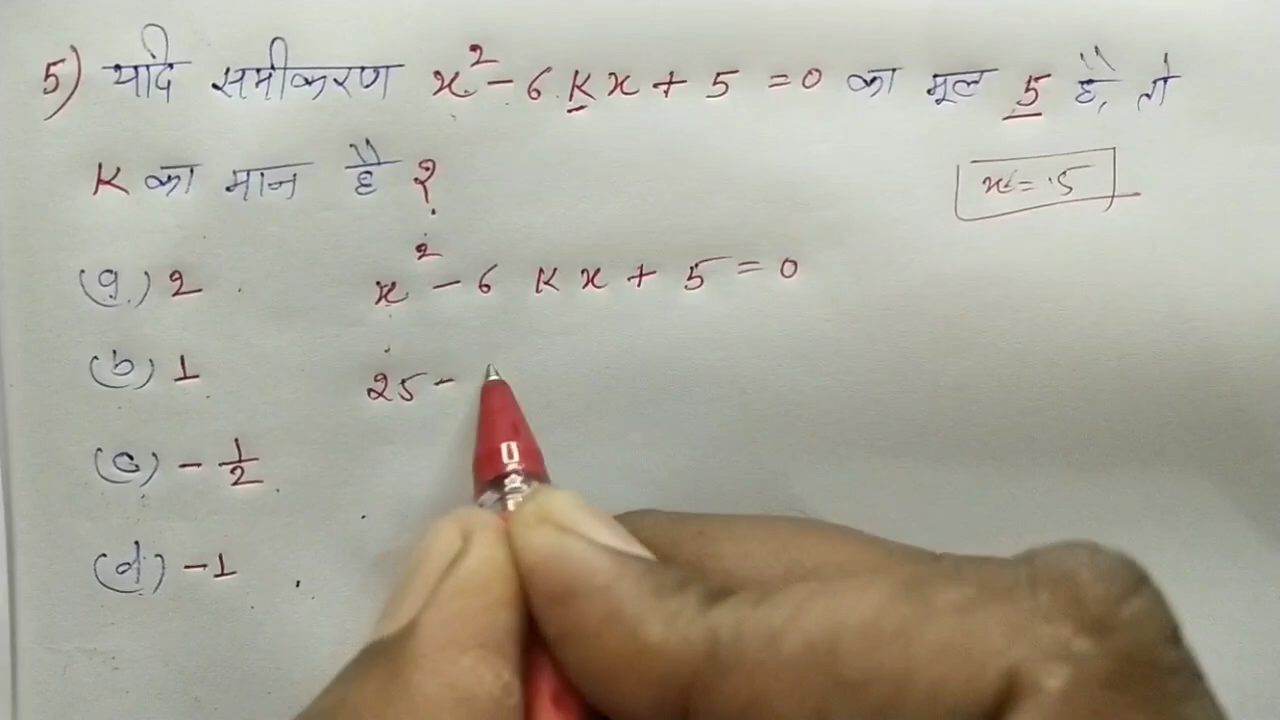 5) यदि समीकरण x² - 6 K x + 5 = 0 का मूल 5 है, तो
K का मान है ?
x = 5
(a) 2
x² - 6 K x + 5 = 0
(b) 1
25 -
(c) - 1/2
(d) -1